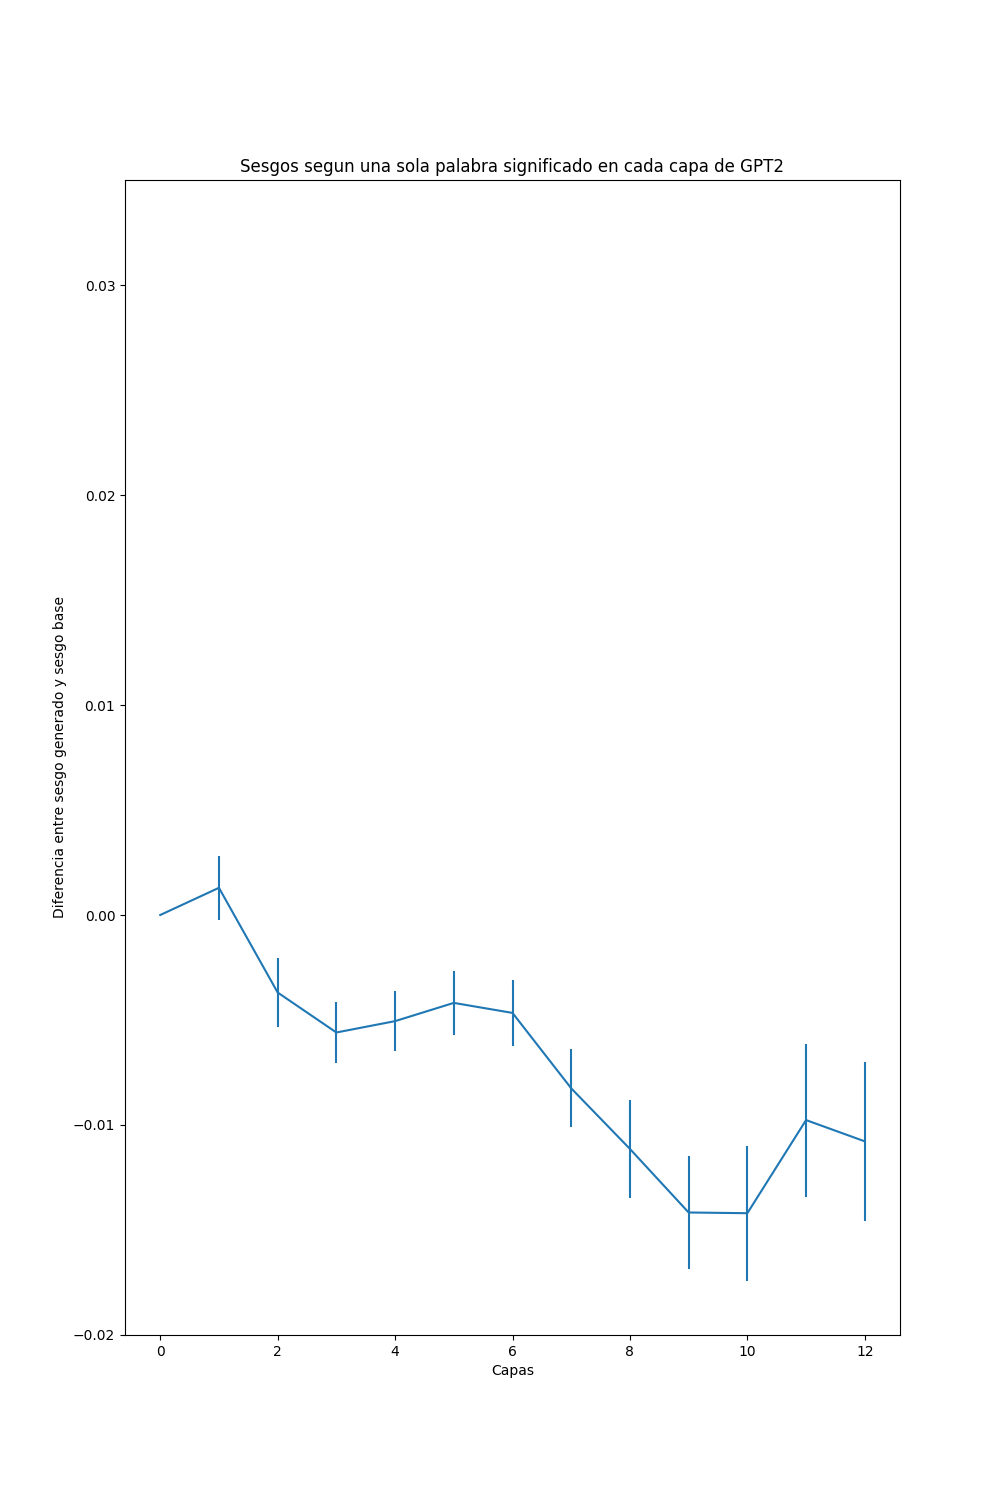 Sesgos segun una sola palabra significado en cada capa de GPT2
Diferencia entre sesgo generado y sesgo base
0.03
0.02
0.01
0.00
−0.01
−0.02
0 2 4 6 8 10 12
Capas